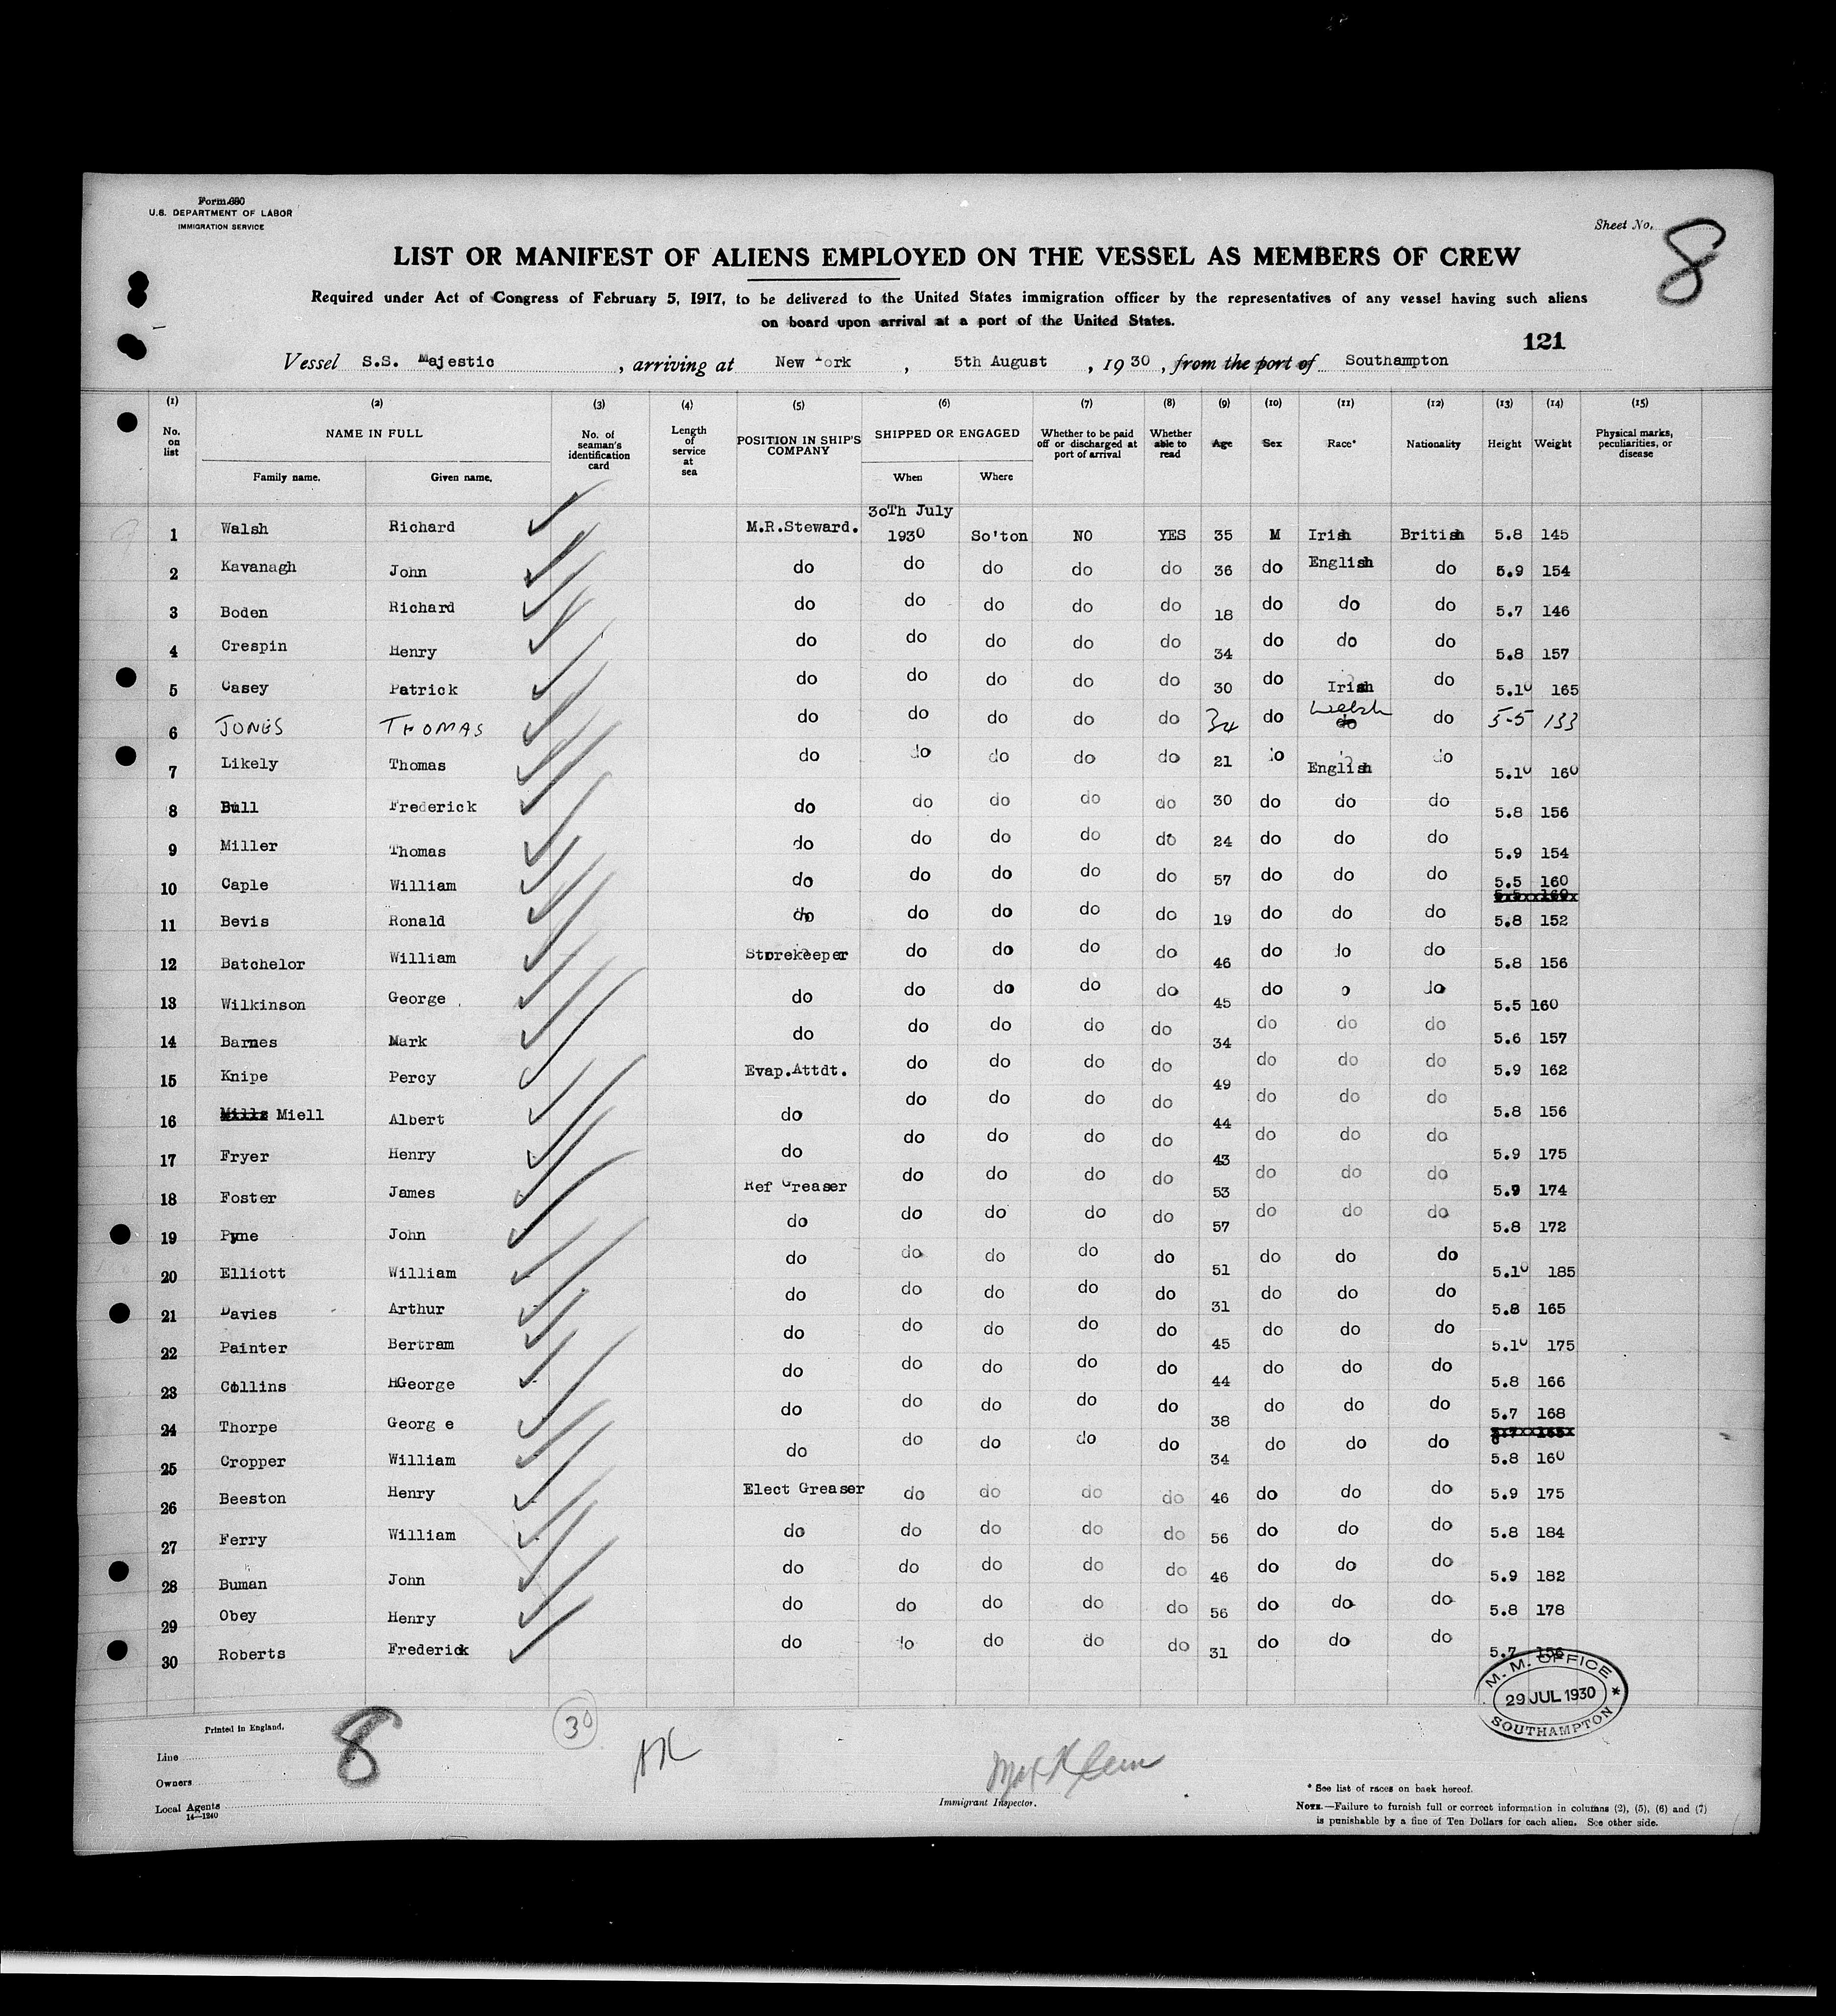 Form 680
U.S. DEPARTMENT OF LABOR
IMMIGRATION SERVICE
Sheet No. 8
LIST OR MANIFEST OF ALIENS EMPLOYED ON THE VESSEL AS MEMBERS OF CREW
Required under Act of Congress of February 5, 1917, to be delivered to the United States immigration officer by the representatives of any vessel having such aliens
on board upon arrival at a port of the United States.
121
Vessel S.S. Majestic, arriving at New York, 5th August, 1930, from the port of Southampton
(1) (2) (3) (4) (5) (6) (7) (8) (9) (10) (11) (12) (13) (14) (15)
No. on list NAME IN FULL Family name. Given name. No. of seaman's identification card Length of service at sea POSITION IN SHIP'S COMPANY SHIPPED OR ENGAGED When Where Whether to be paid off or discharged at port of arrival Whether able to read Age Sex Race* Nationality Height Weight Physical marks, peculiarities, or disease
1 Walsh Richard M.R.Steward. 30Th July 1930 So'ton NO YES 35 M Irish British 5.8 145
2 Kavanagh John do do do do do 36 do English do 5.9 154
3 Boden Richard do do do do do 18 do do do 5.7 146
4 Crespin Henry do do do do do 34 do do do 5.8 157
5 Casey Patrick do do do do do 30 do Irish do 5.10 165
6 JONES THOMAS do do do do do 34 do Welsh do do 5-5 133
7 Likely Thomas do do do do do 21 do English do 5.10 160
8 Bull Frederick do do do do do 30 do do do 5.8 156
9 Miller Thomas do do do do do 24 do do do 5.9 154
10 Caple William do do do do do 57 do do do 5.5 160
11 Bevis Ronald do do do do do 19 do do do 5.8 152
12 Batchelor William Storekeeper do do do do 46 do do do 5.8 156
13 Wilkinson George do do do do do 45 do o do 5.5 160
14 Barnes Mark do do do do do 34 do do do 5.6 157
15 Knipe Percy Evap.Attdt. do do do do 49 do do do 5.9 162
16 Mills Miell Albert do do do do do 44 do do do 5.8 156
17 Fryer Henry do do do do do 43 do do do 5.9 175
18 Foster James Ref Greaser do do do do 53 do do do 5.9 174
19 Pyne John do do do do do 57 do do do 5.8 172
20 Elliott William do do do do do 51 do do do 5.10 185
21 Davies Arthur do do do do do 31 do do do 5.8 165
22 Painter Bertram do do do do do 45 do do do 5.10 175
23 Collins HGeorge do do do do do 44 do do do 5.8 166
24 Thorpe Georg e do do do do do 38 do do do 5.7 168
25 Cropper William do do do do do 34 do do do 5.8 160
26 Beeston Henry Elect Greaser do do do do 46 do do do 5.9 175
27 Ferry William do do do do do 56 do do do 5.8 184
28 Buman John do do do do do 46 do do do 5.9 182
29 Obey Henry do do do do do 56 do do do 5.8 178
30 Roberts Frederick do do do do do 31 do do do 5.7 156
M. M. OFFICE
29 JUL 1930
SOUTHAMPTON
Printed in England.
8
30
Line
Owners
Local Agents
14—1240
Immigrant Inspector.
* See list of races on back hereof.
NOTE.—Failure to furnish full or correct information in columns (2), (5), (6) and (7)
is punishable by a fine of Ten Dollars for each alien. See other side.